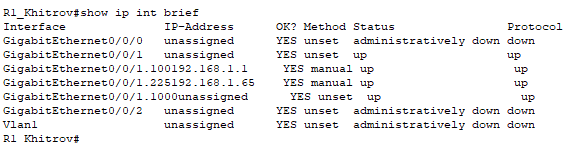 R1_Khitrov#show ip int brief
Interface              IP-Address      OK? Method Status                Protocol
GigabitEthernet0/0/0   unassigned      YES unset  administratively down down
GigabitEthernet0/0/1   unassigned      YES unset  up                    up
GigabitEthernet0/0/1.100192.168.1.1     YES manual up                    up
GigabitEthernet0/0/1.225192.168.1.65    YES manual up                    up
GigabitEthernet0/0/1.1000unassigned      YES unset  up                    up
GigabitEthernet0/0/2   unassigned      YES unset  administratively down down
Vlan1                  unassigned      YES unset  administratively down down
R1_Khitrov#